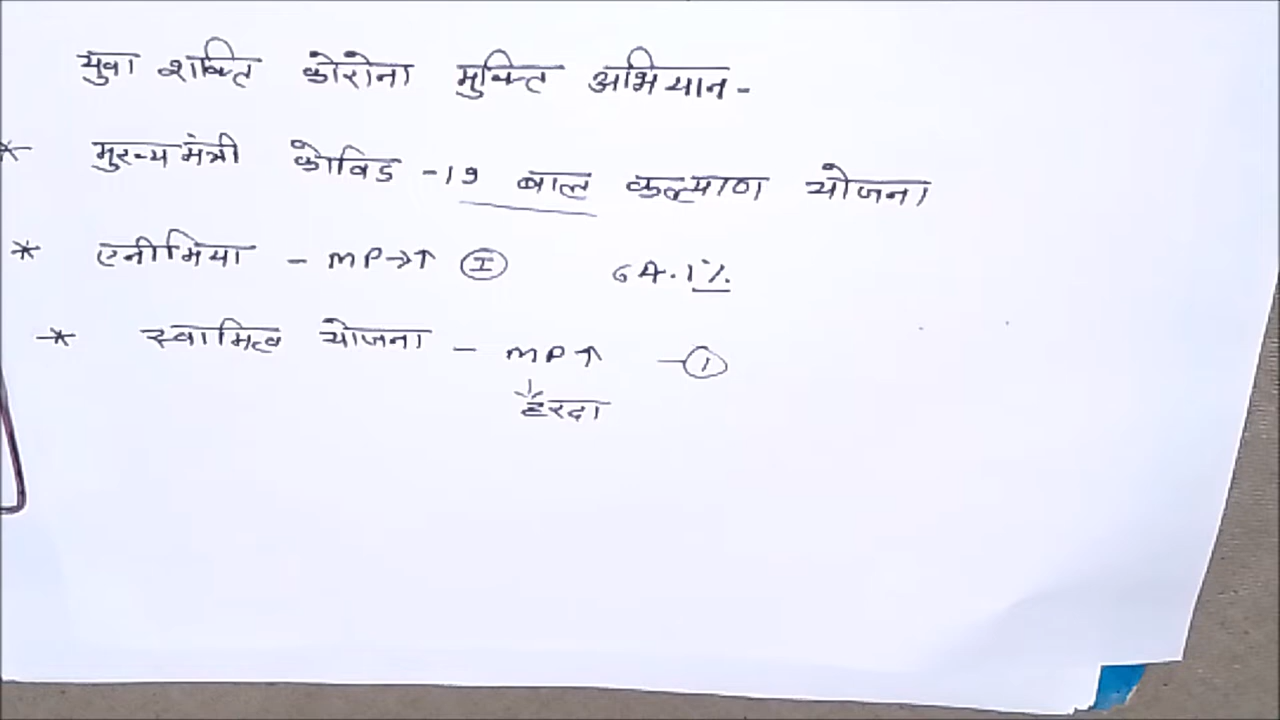 युवा शक्ति कोरोना मुक्ति अभियान -
* मुख्यमंत्री कोविड -19 बाल कल्याण योजना
* एनीमिया - MP→↑ I 64.1%
* स्वामित्व योजना - MP↑ - 1
हरदा